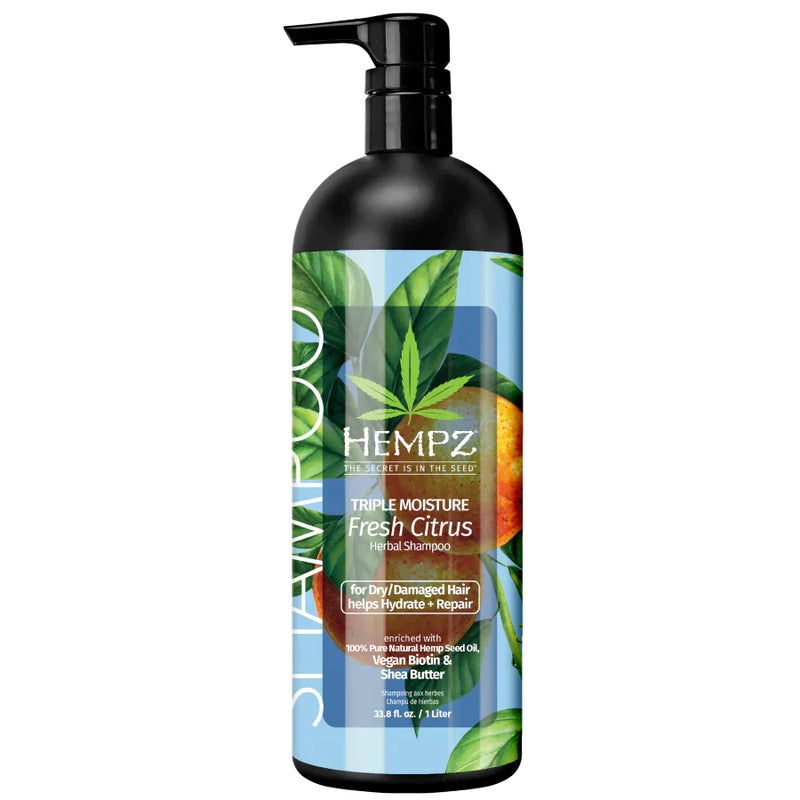 SHAMPOO
HEMPZ
THE SECRET IS IN THE SEED™
TRIPLE MOISTURE
Fresh Citrus
Herbal Shampoo
for Dry/Damaged Hair
helps Hydrate + Repair
enriched with
100% Pure Natural Hemp Seed Oil,
Vegan Biotin &
Shea Butter
Shampoing aux herbes
Champú de hierbas
33.8 fl. oz. / 1 Liter